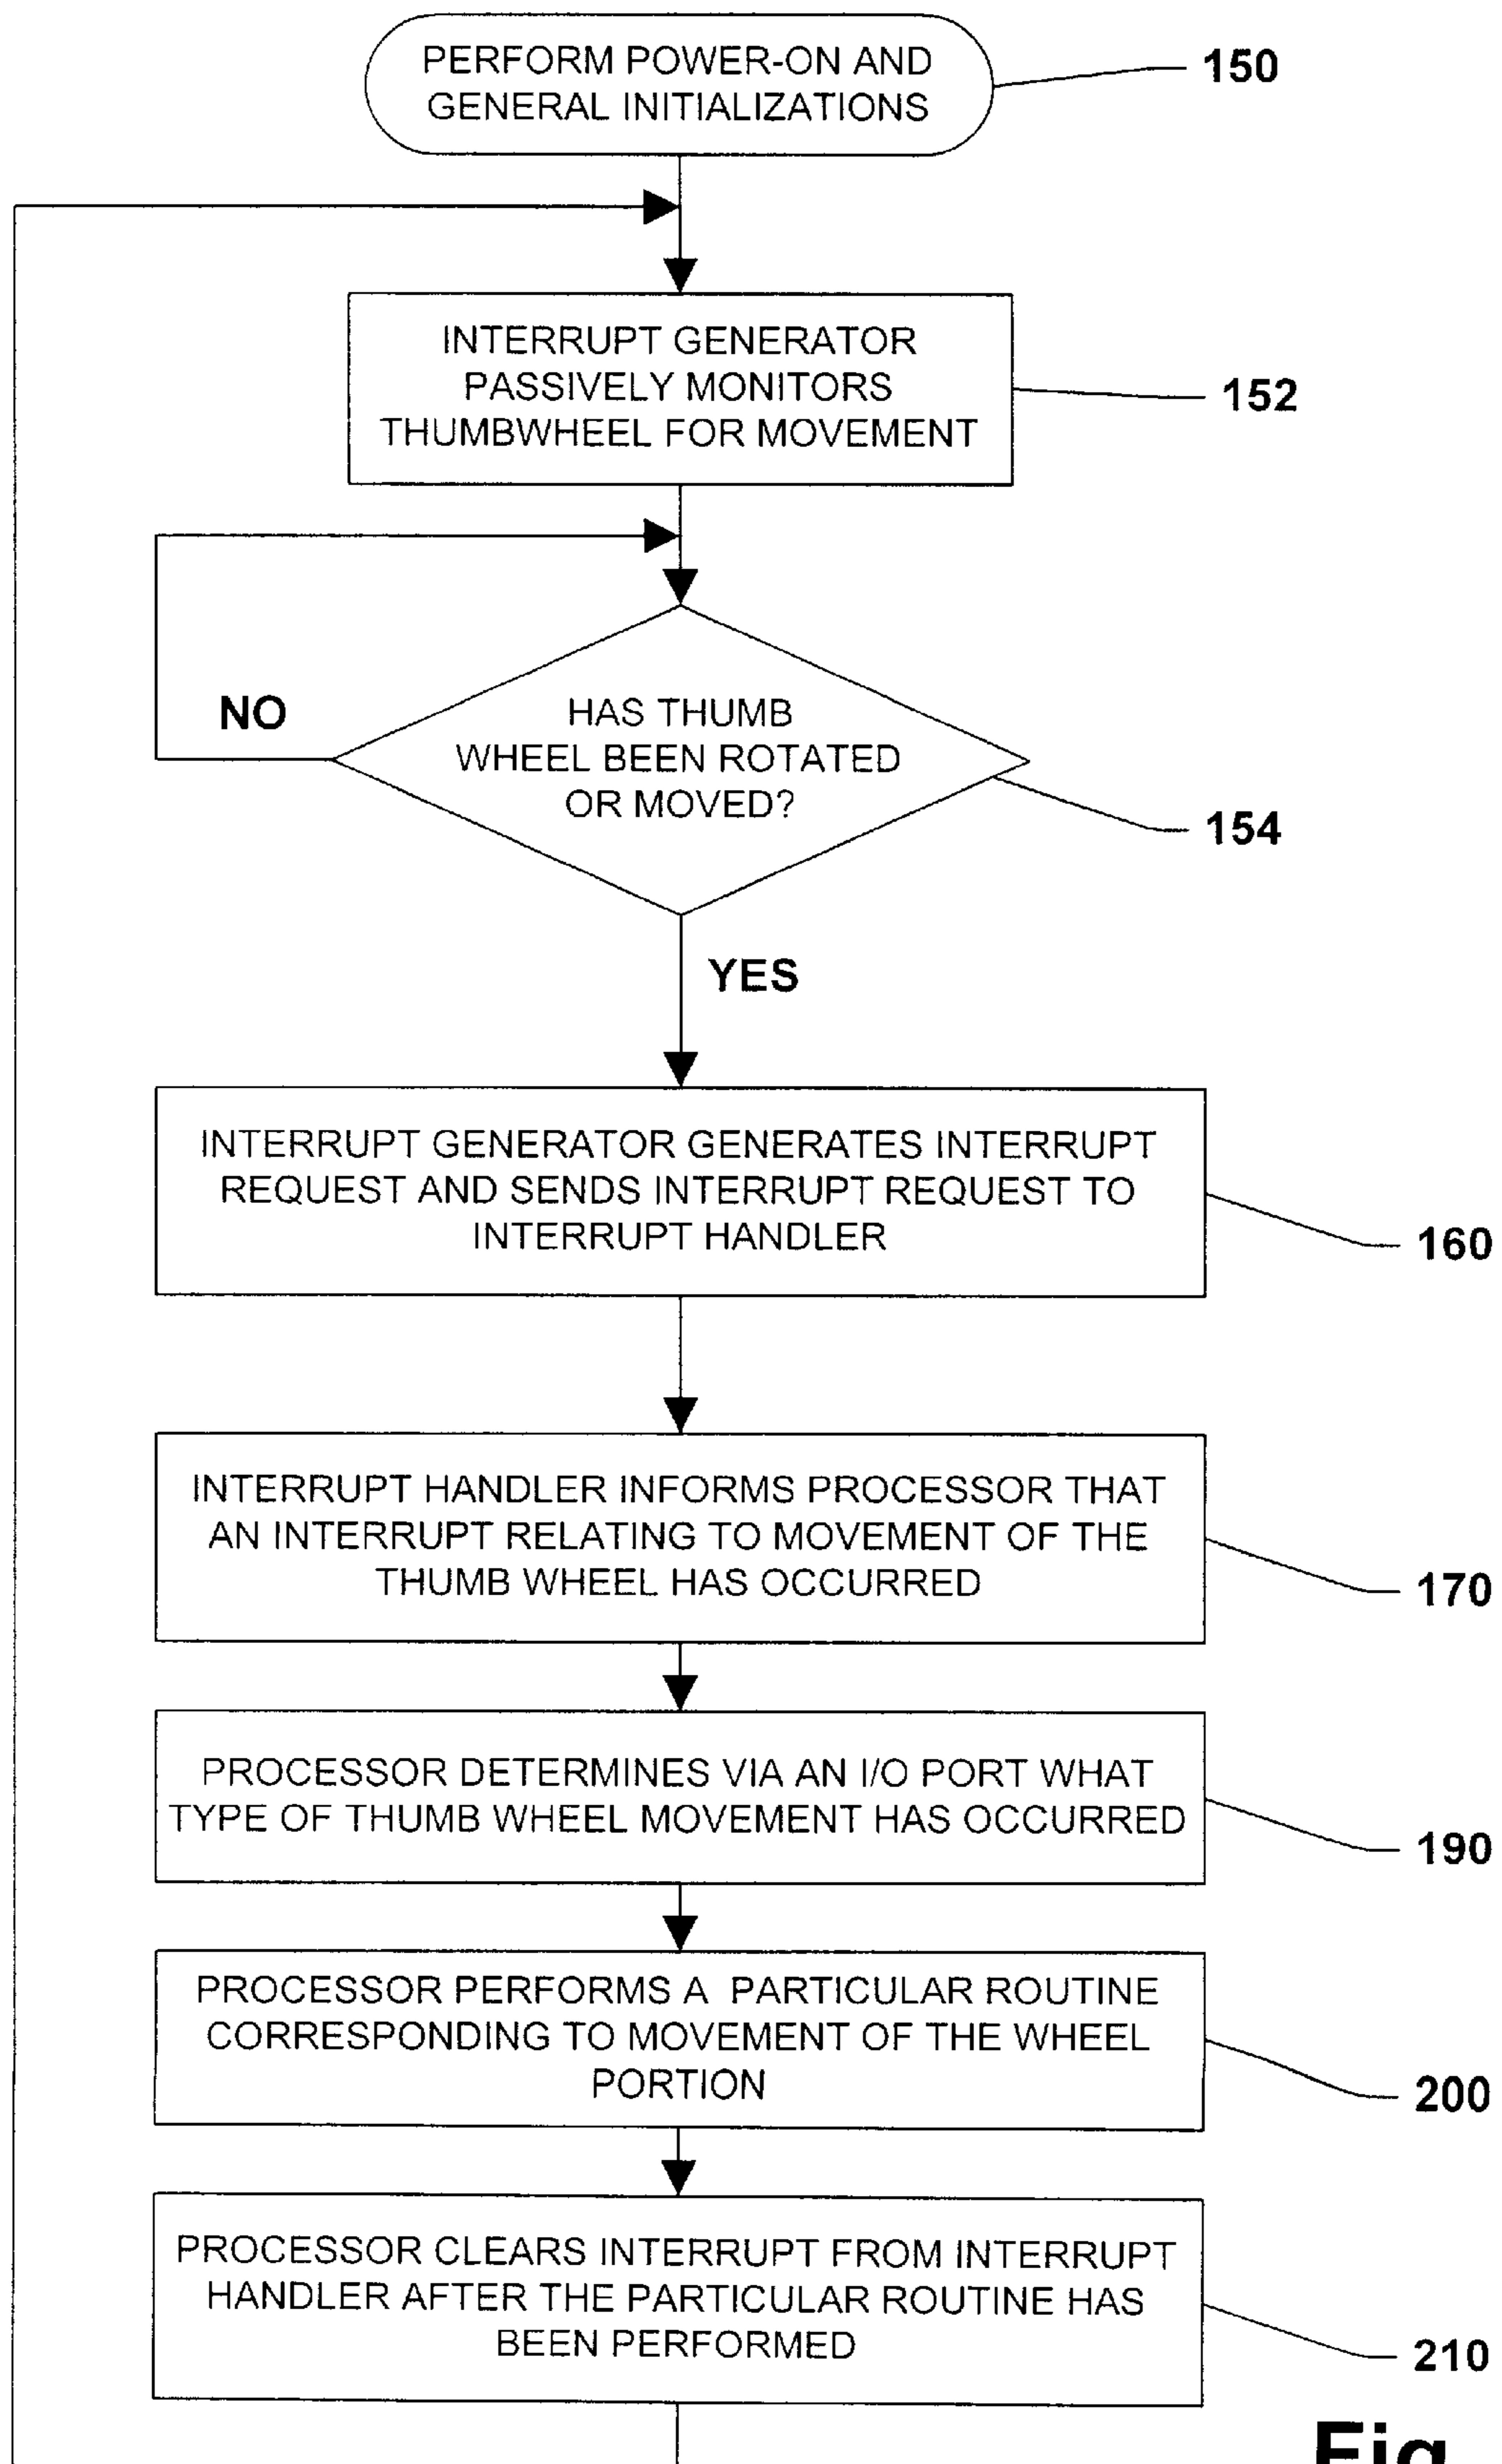 PERFORM POWER-ON AND
GENERAL INITIALIZATIONS
150
INTERRUPT GENERATOR
PASSIVELY MONITORS
THUMBWHEEL FOR MOVEMENT
152
NO
HAS THUMB
WHEEL BEEN ROTATED
OR MOVED?
154
YES
INTERRUPT GENERATOR GENERATES INTERRUPT
REQUEST AND SENDS INTERRUPT REQUEST TO
INTERRUPT HANDLER
160
INTERRUPT HANDLER INFORMS PROCESSOR THAT
AN INTERRUPT RELATING TO MOVEMENT OF THE
THUMB WHEEL HAS OCCURRED
170
PROCESSOR DETERMINES VIA AN I/O PORT WHAT
TYPE OF THUMB WHEEL MOVEMENT HAS OCCURRED
190
PROCESSOR PERFORMS A PARTICULAR ROUTINE
CORRESPONDING TO MOVEMENT OF THE WHEEL
PORTION
200
PROCESSOR CLEARS INTERRUPT FROM INTERRUPT
HANDLER AFTER THE PARTICULAR ROUTINE HAS
BEEN PERFORMED
210
Fig